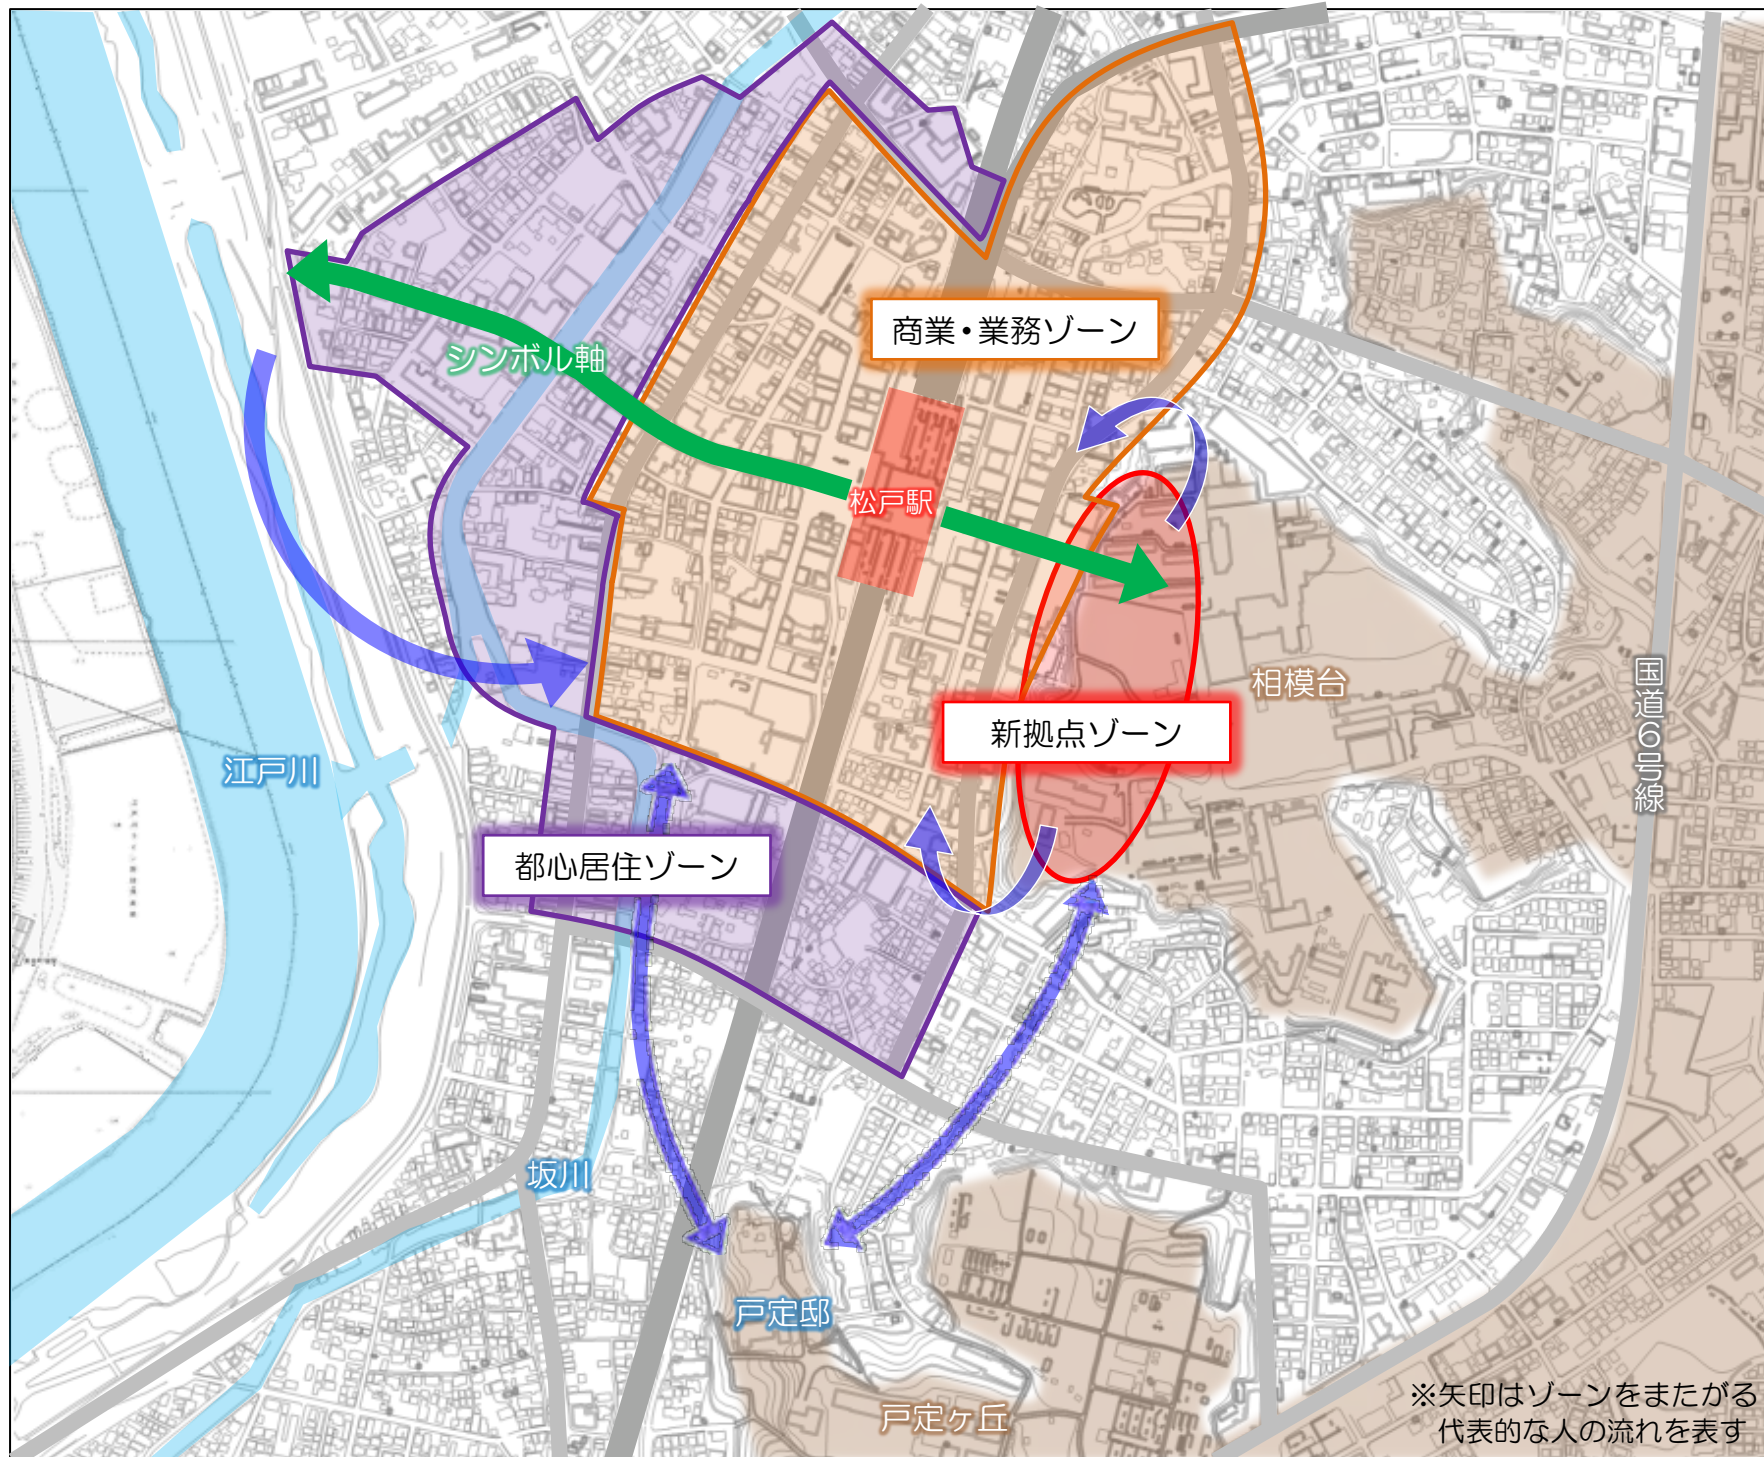 商業・業務ゾーン
シンボル軸
松戸駅
相模台
国道6号線
新拠点ゾーン
江戸川
都心居住ゾーン
坂川
戸定邸
戸定ヶ丘
※矢印はゾーンをまたがる
代表的な人の流れを表す